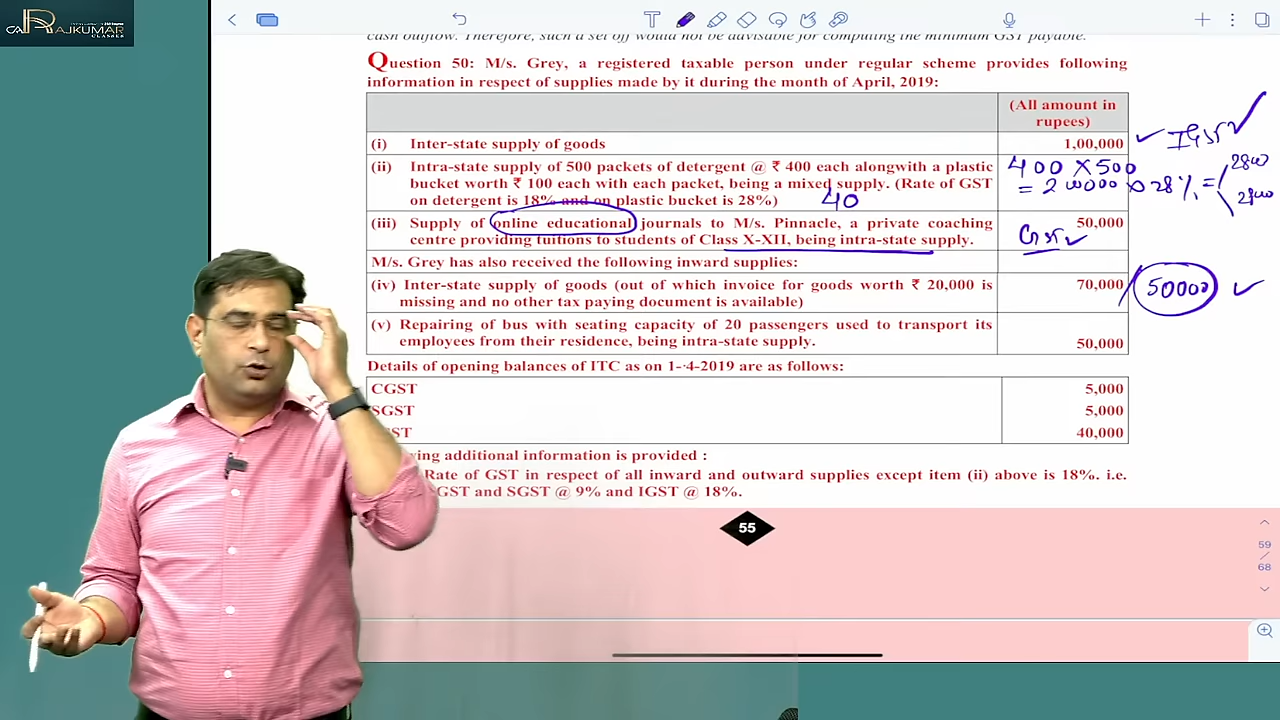 CA RAJKUMAR
CLASSES
cash outflow. Therefore, such a set off would not be advisable for computing the minimum GST payable.
Question 50: M/s. Grey, a registered taxable person under regular scheme provides following
information in respect of supplies made by it during the month of April, 2019:
(All amount in
rupees)
(i) Inter-state supply of goods 1,00,000
IGST
(ii) Intra-state supply of 500 packets of detergent @ ₹ 400 each alongwith a plastic
bucket worth ₹ 100 each with each packet, being a mixed supply. (Rate of GST
on detergent is 18% and on plastic bucket is 28%)
400 × 500
= 200000 × 28% =
40
(iii) Supply of online educational journals to M/s. Pinnacle, a private coaching
centre providing tuitions to students of Class X-XII, being intra-state supply.
50,000
M/s. Grey has also received the following inward supplies:
(iv) Inter-state supply of goods (out of which invoice for goods worth ₹ 20,000 is
missing and no other tax paying document is available)
70,000
50000
(v) Repairing of bus with seating capacity of 20 passengers used to transport its
employees from their residence, being intra-state supply.
50,000
Details of opening balances of ITC as on 1-4-2019 are as follows:
CGST 5,000
SGST 5,000
40,000
additional information is provided :
Rate of GST in respect of all inward and outward supplies except item (ii) above is 18%. i.e.
and SGST @ 9% and IGST @ 18%.
55
59
68